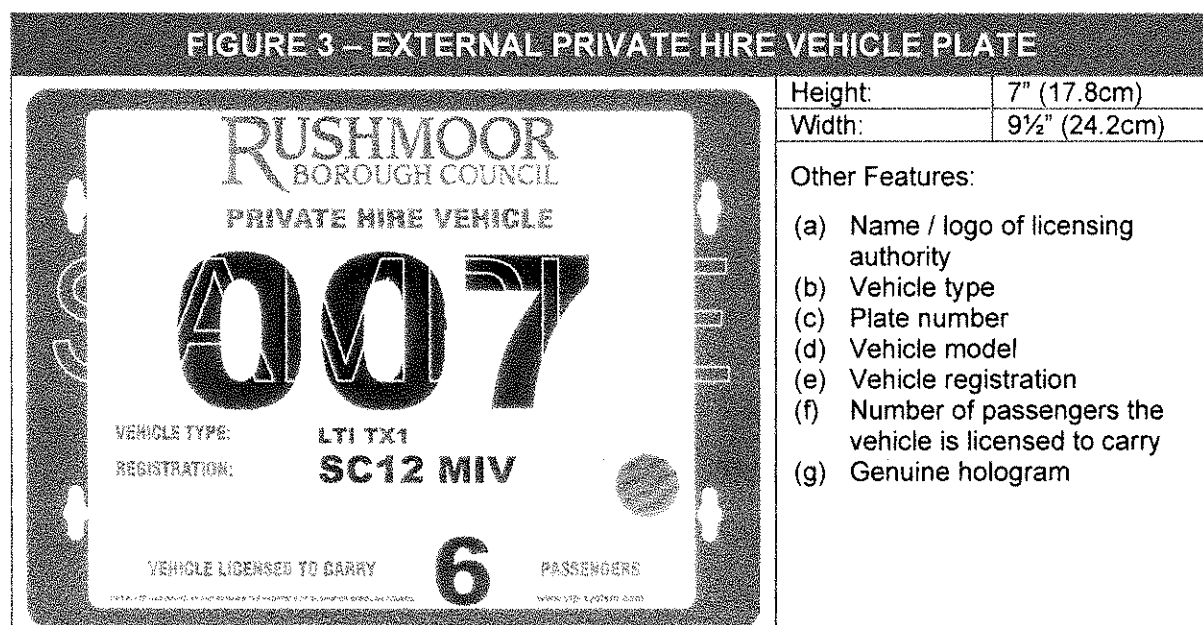 FIGURE 3 – EXTERNAL PRIVATE HIRE VEHICLE PLATE
RUSHMOOR
BOROUGH COUNCIL
PRIVATE HIRE VEHICLE
007
SAMPLE
VEHICLE TYPE: LTI TX1
REGISTRATION: SC12 MIV
VEHICLE LICENSED TO CARRY 6 PASSENGERS
Height: 7" (17.8cm)
Width: 9½" (24.2cm)
Other Features:
(a) Name / logo of licensing
authority
(b) Vehicle type
(c) Plate number
(d) Vehicle model
(e) Vehicle registration
(f) Number of passengers the
vehicle is licensed to carry
(g) Genuine hologram